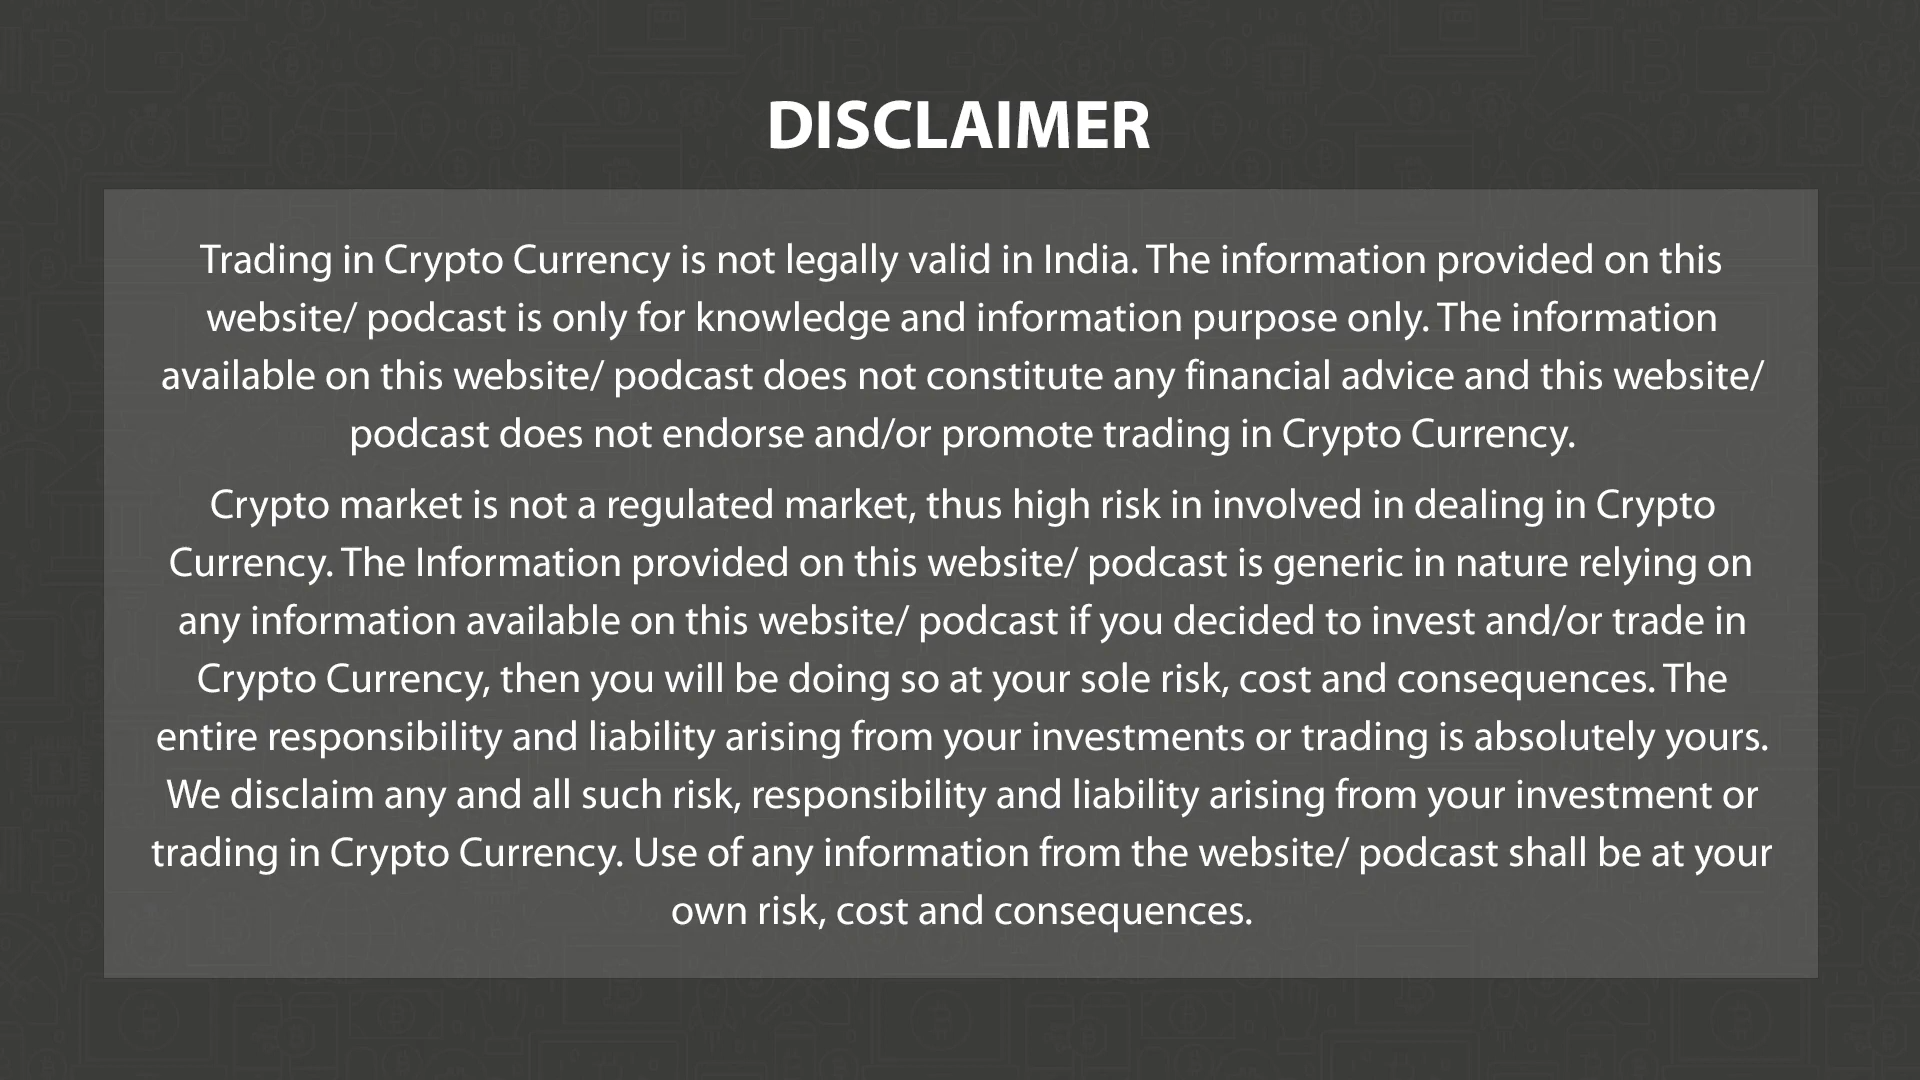 DISCLAIMER
Trading in Crypto Currency is not legally valid in India. The information provided on this
website/ podcast is only for knowledge and information purpose only. The information
available on this website/ podcast does not constitute any financial advice and this website/
podcast does not endorse and/or promote trading in Crypto Currency.
Crypto market is not a regulated market, thus high risk in involved in dealing in Crypto
Currency. The Information provided on this website/ podcast is generic in nature relying on
any information available on this website/ podcast if you decided to invest and/or trade in
Crypto Currency, then you will be doing so at your sole risk, cost and consequences. The
entire responsibility and liability arising from your investments or trading is absolutely yours.
We disclaim any and all such risk, responsibility and liability arising from your investment or
trading in Crypto Currency. Use of any information from the website/ podcast shall be at your
own risk, cost and consequences.